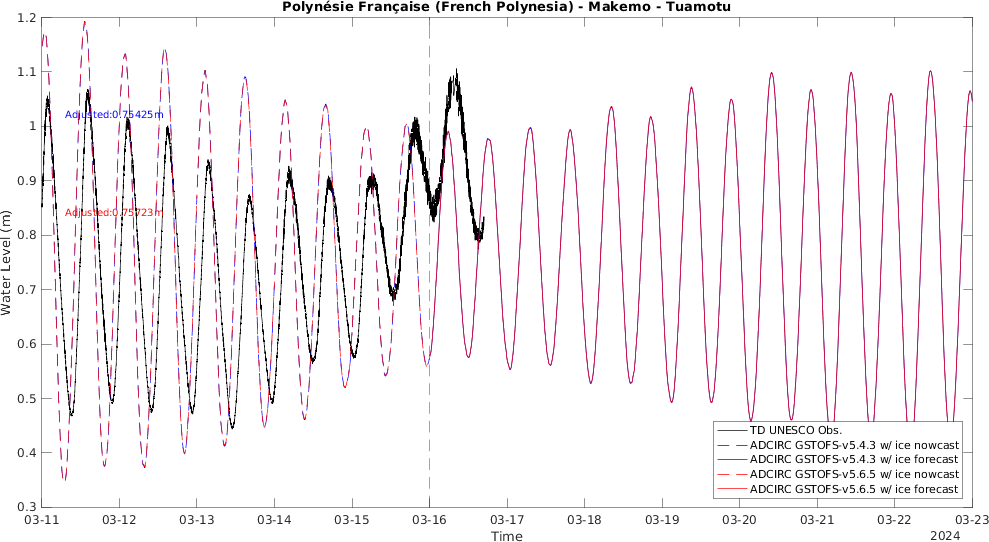 Polynésie Française (French Polynesia) - Makemo - Tuamotu
Water Level (m)
1.2
1.1
1
0.9
0.8
0.7
0.6
0.5
0.4
0.3
Adjusted:0.75425m
Adjusted:0.75723m
TD UNESCO Obs.
ADCIRC GSTOFS-v5.4.3 w/ ice nowcast
ADCIRC GSTOFS-v5.4.3 w/ ice forecast
ADCIRC GSTOFS-v5.6.5 w/ ice nowcast
ADCIRC GSTOFS-v5.6.5 w/ ice forecast
03-11 03-12 03-13 03-14 03-15 03-16 03-17 03-18 03-19 03-20 03-21 03-22 03-23
Time
2024